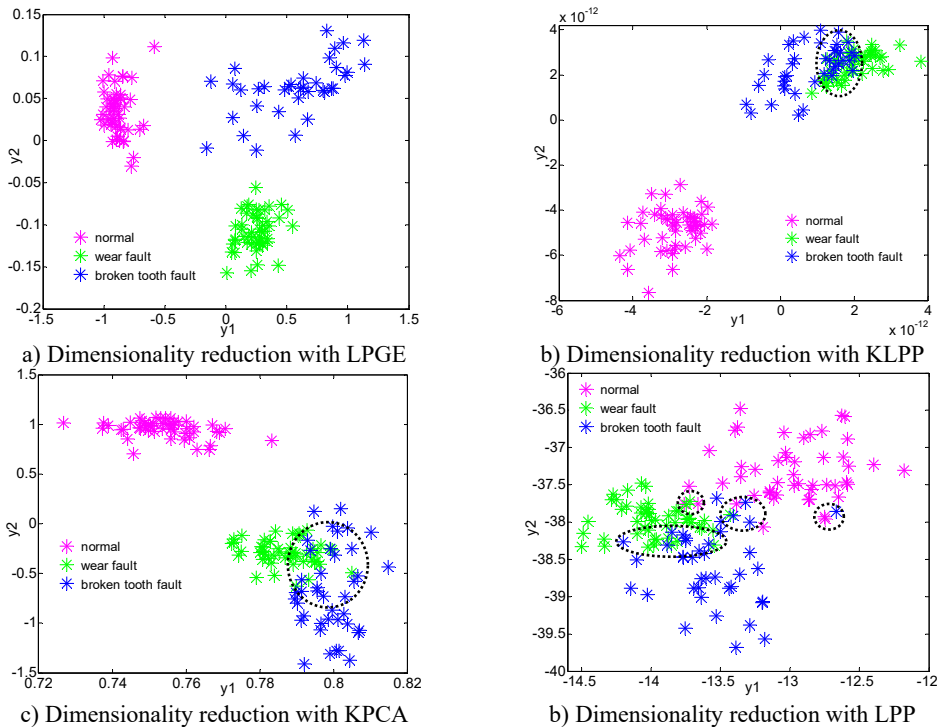 0.15
0.1
0.05
0
-0.05
-0.1
-0.15
-0.2
y2
normal
wear fault
broken tooth fault
-1.5 -1 -0.5 0 0.5 1 1.5
y1
a) Dimensionality reduction with LPGE
x 10⁻¹²
4
2
0
-2
-4
-6
-8
y2
normal
wear fault
broken tooth fault
-6 -4 -2 0 2 4
y1
x 10⁻¹²
b) Dimensionality reduction with KLPP
1.5
1
0.5
0
-0.5
-1
-1.5
y2
normal
wear fault
broken tooth fault
0.72 0.74 0.76 0.78 0.8 0.82
y1
c) Dimensionality reduction with KPCA
-36
-36.5
-37
-37.5
-38
-38.5
-39
-39.5
-40
y2
normal
wear fault
broken tooth fault
-14.5 -14 -13.5 -13 -12.5 -12
y1
b) Dimensionality reduction with LPP